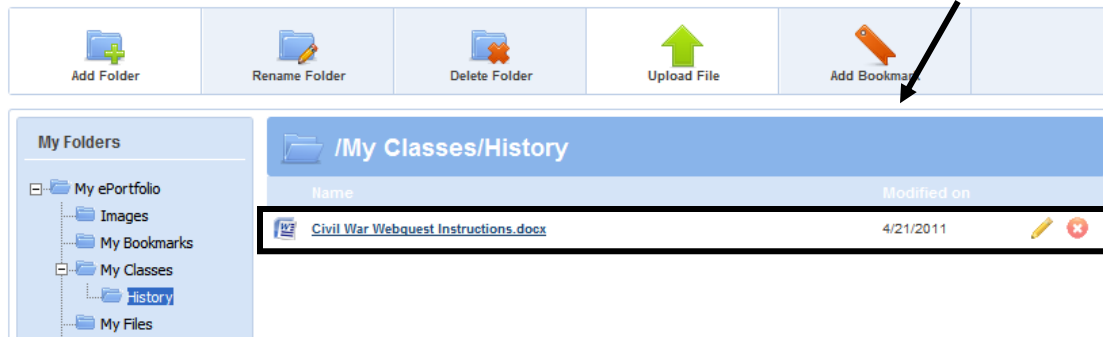 Add Folder
Rename Folder
Delete Folder
Upload File
Add Bookmark
My Folders
My ePortfolio
Images
My Bookmarks
My Classes
History
My Files
/My Classes/History
Name
Modified on
Civil War Webquest Instructions.docx
4/21/2011